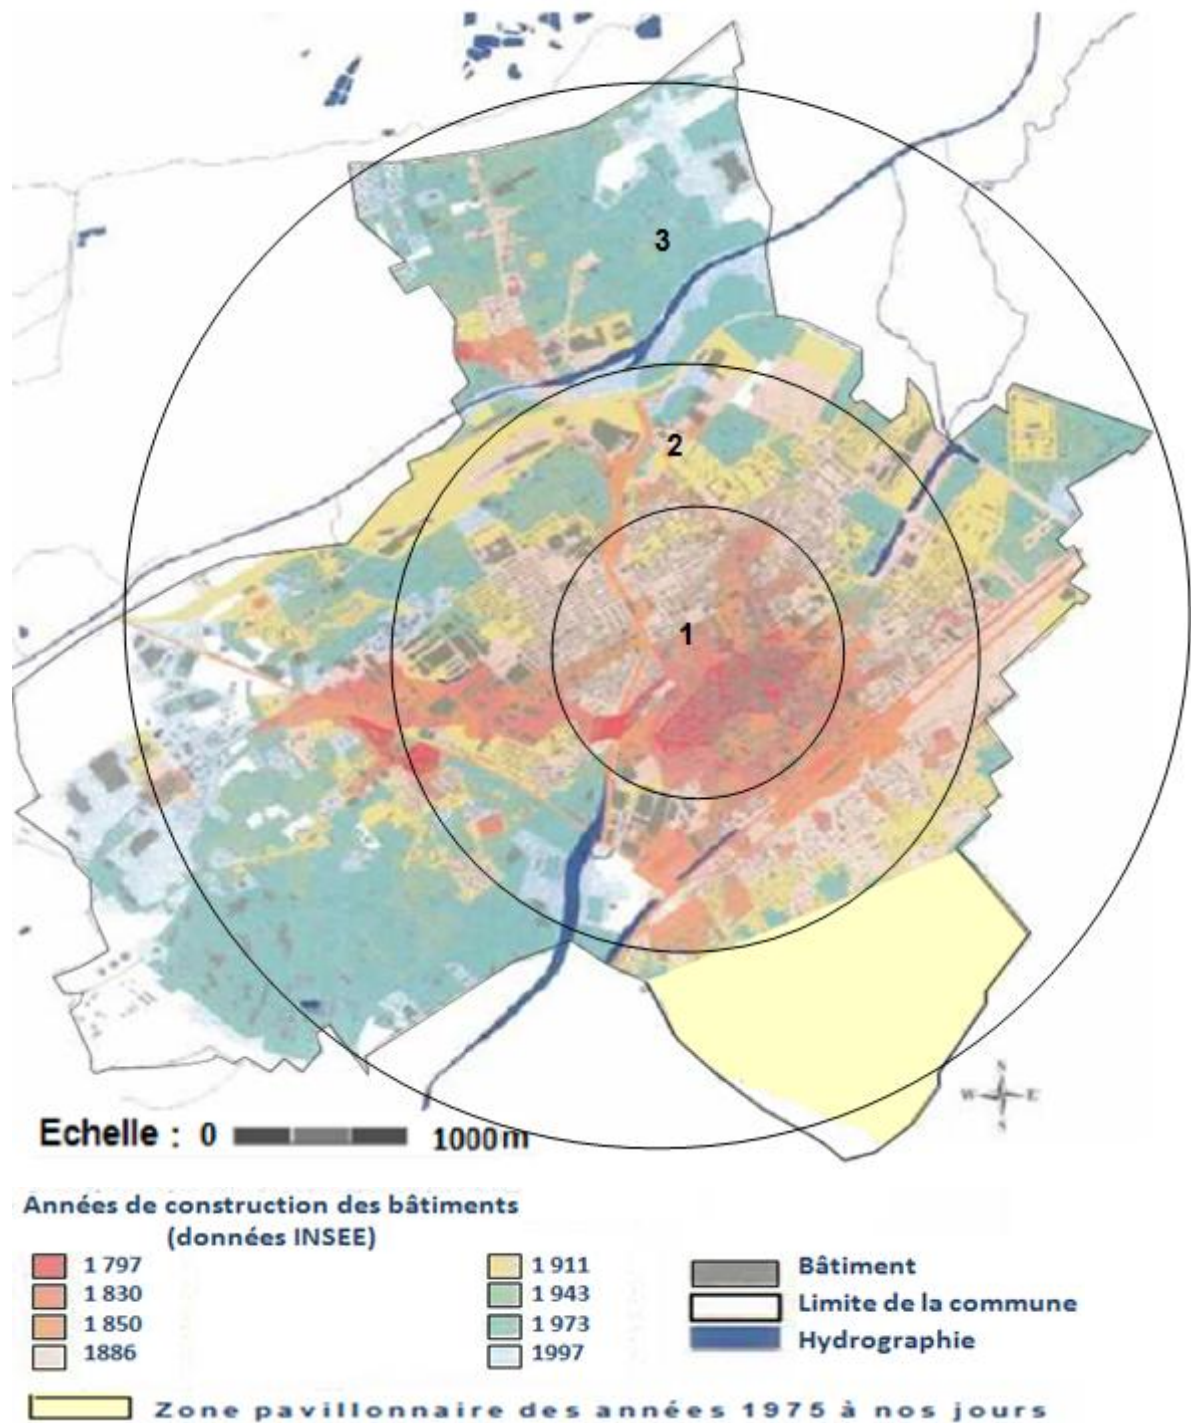 3
2
1
S
W E
S
Echelle : 0 1000 m
Années de construction des bâtiments
(données INSEE)
1 797
1 830
1 850
1886
1 911
1 943
1 973
1997
Bâtiment
Limite de la commune
Hydrographie
Zone pavillonnaire des années 1975 à nos jours